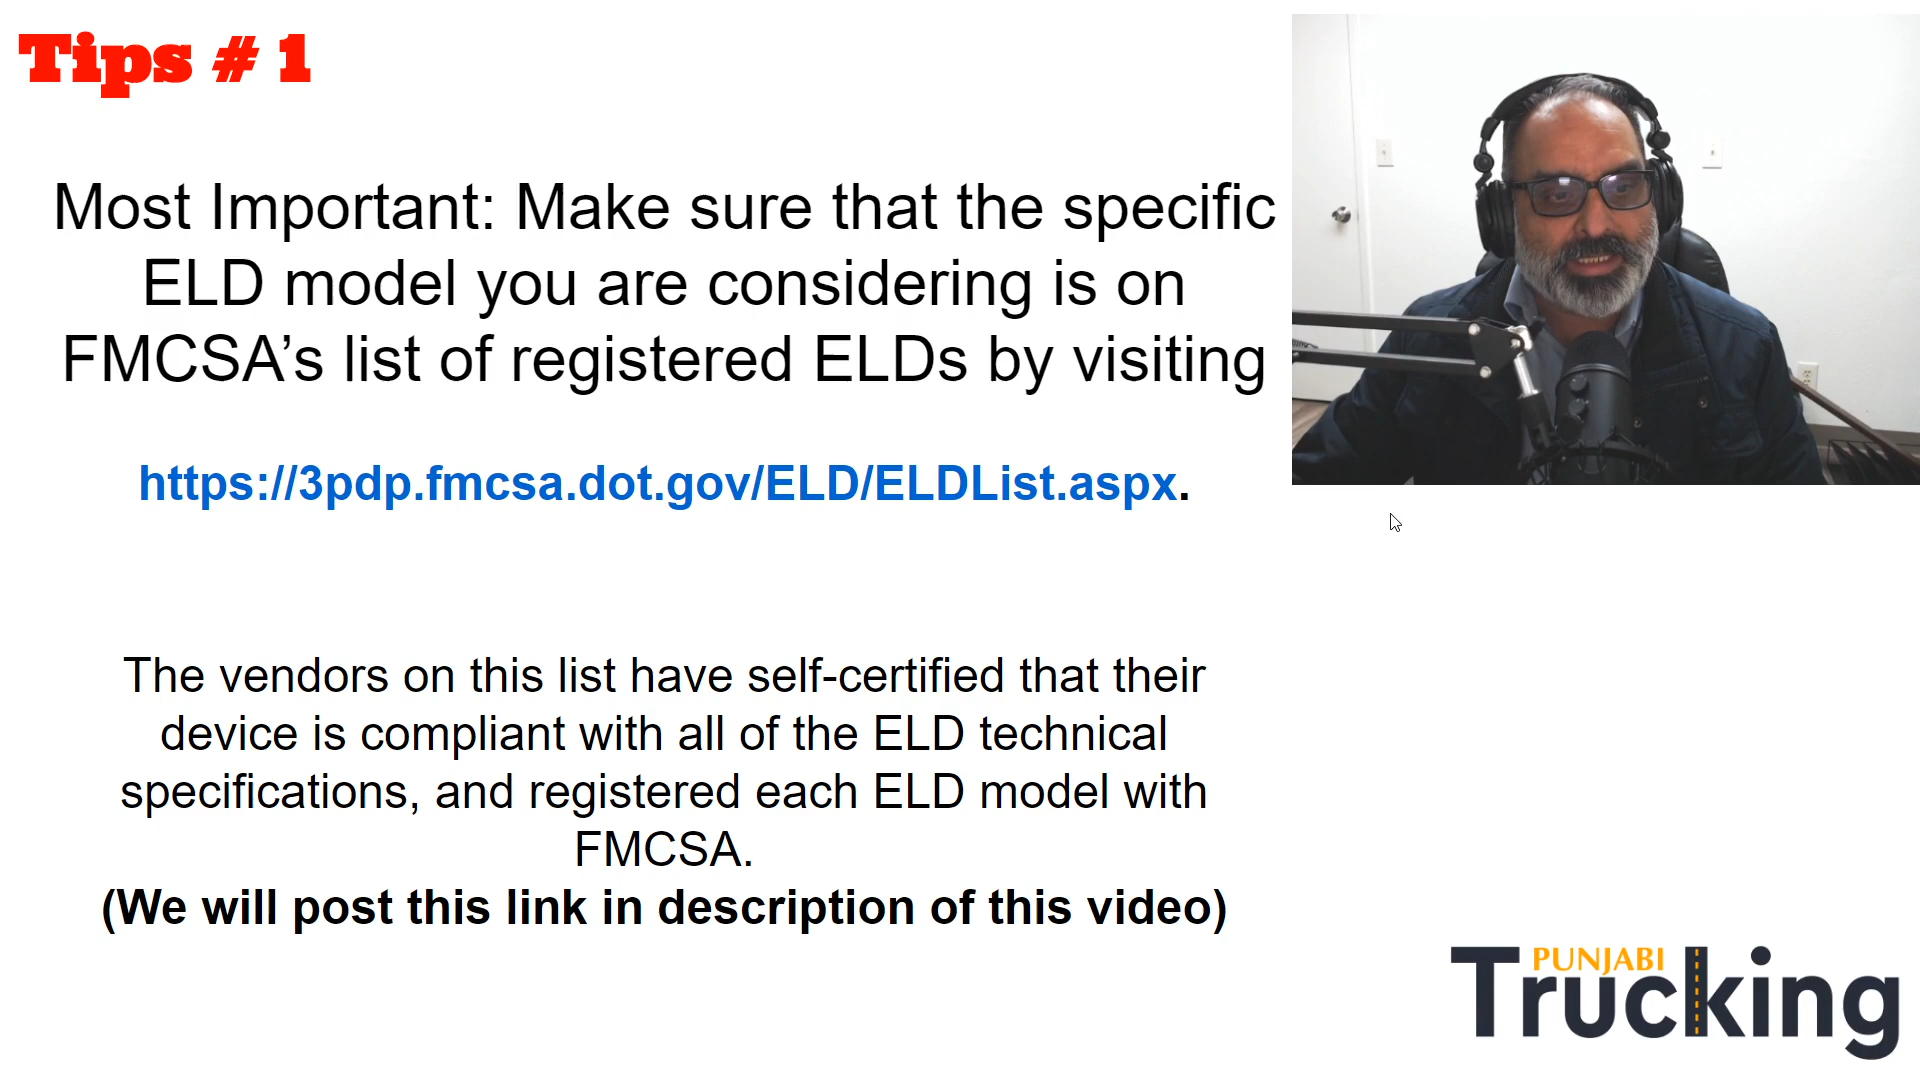 Tips # 1
Most Important: Make sure that the specific
ELD model you are considering is on
FMCSA’s list of registered ELDs by visiting
https://3pdp.fmcsa.dot.gov/ELD/ELDList.aspx.
The vendors on this list have self-certified that their
device is compliant with all of the ELD technical
specifications, and registered each ELD model with
FMCSA.
(We will post this link in description of this video)
PUNJABI
Trucking